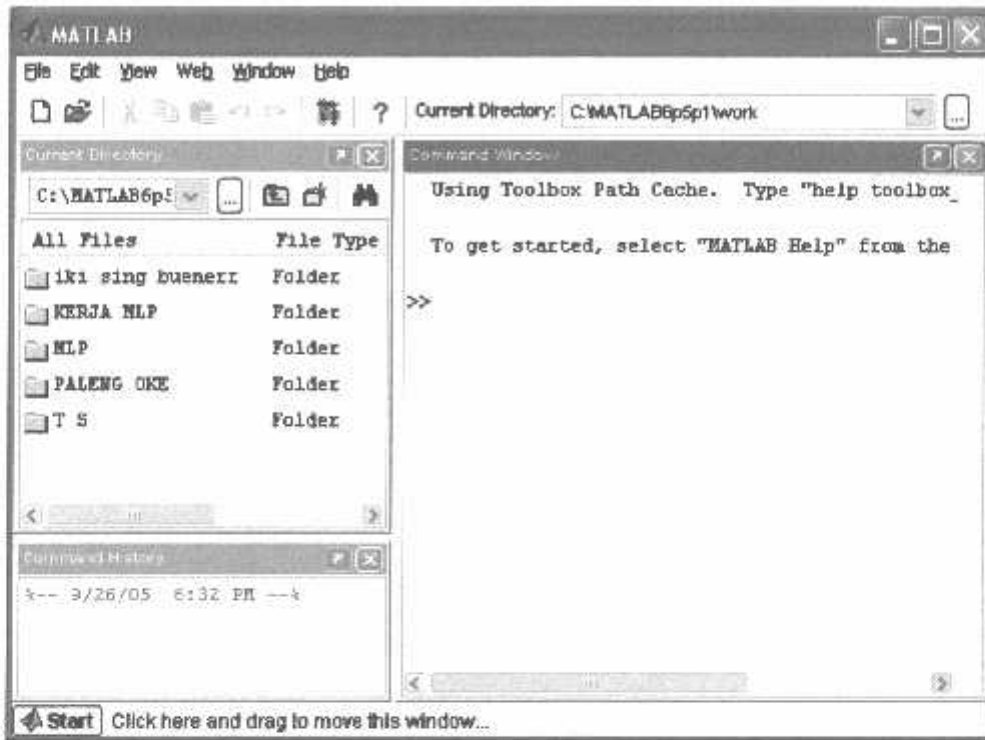 MATLAB
File Edit View Web Window Help
? Current Directory: C:\MATLAB6p5p1\work ...
Current Directory
C:\MATLAB6p5 ...
All Files File Type
iki sing buenerr Folder
KERJA MLP Folder
MLP Folder
PALENG OKE Folder
T S Folder
Command History
%-- 9/26/05 6:32 PM --%
Command Window
Using Toolbox Path Cache. Type "help toolbox_
To get started, select "MATLAB Help" from the
>>
Start Click here and drag to move this window...